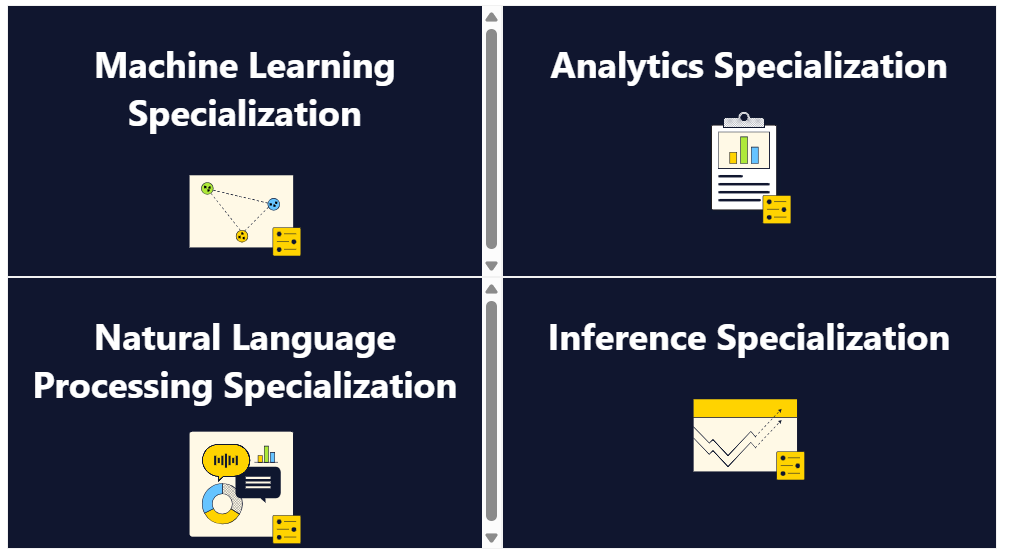 Machine Learning
Specialization
Analytics Specialization
Natural Language
Processing Specialization
Inference Specialization